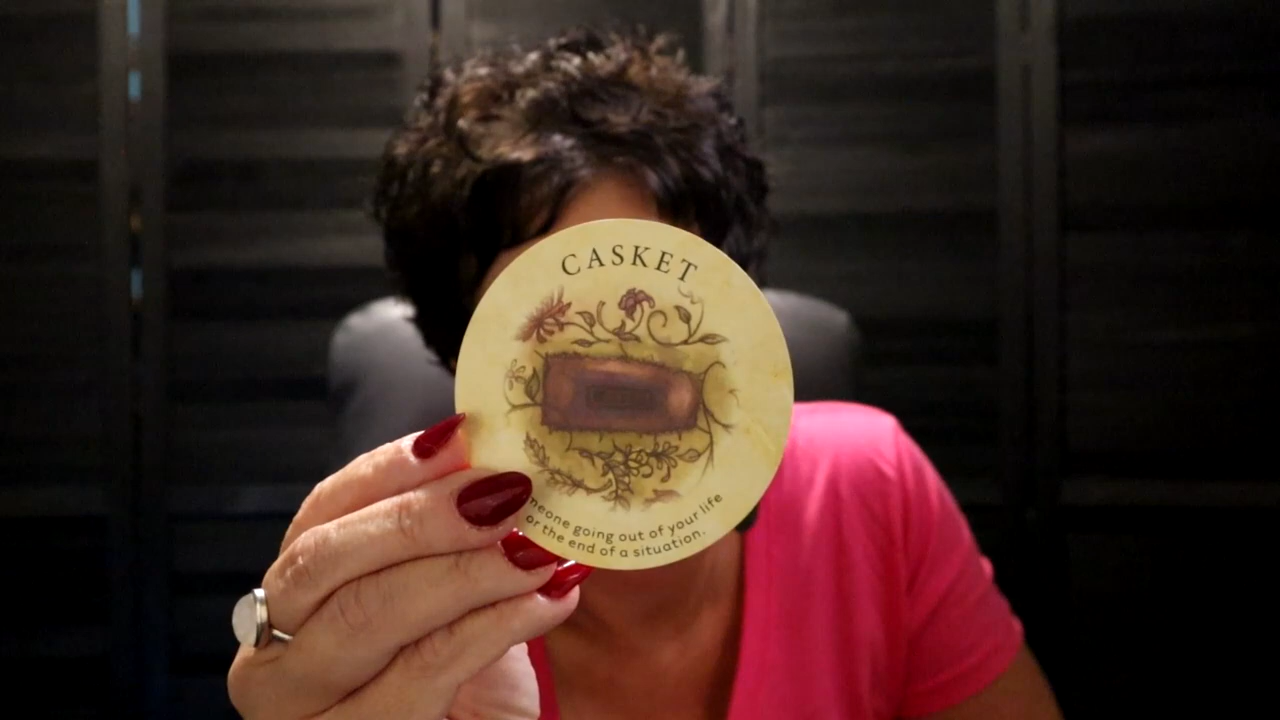 CASKET
meone going out of your life
or the end of a situation.